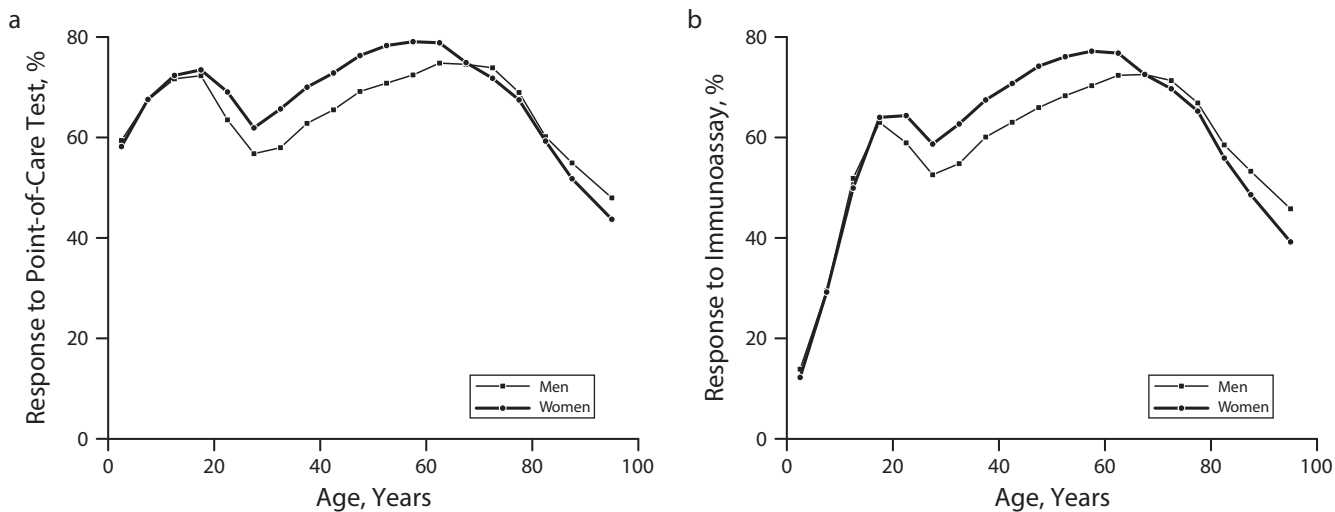 a
Response to Point-of-Care Test, %
80
60
40
20
0
0 20 40 60 80 100
Age, Years
Men
Women
b
Response to Immunoassay, %
80
60
40
20
0
0 20 40 60 80 100
Age, Years
Men
Women